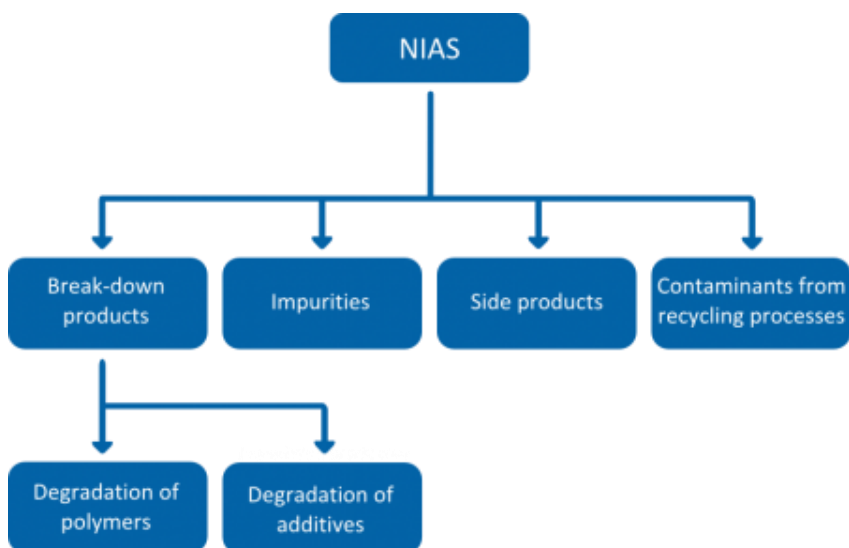 NIAS
Break-down
products
Impurities
Side products
Contaminants from
recycling processes
Degradation of
polymers
Degradation of
additives